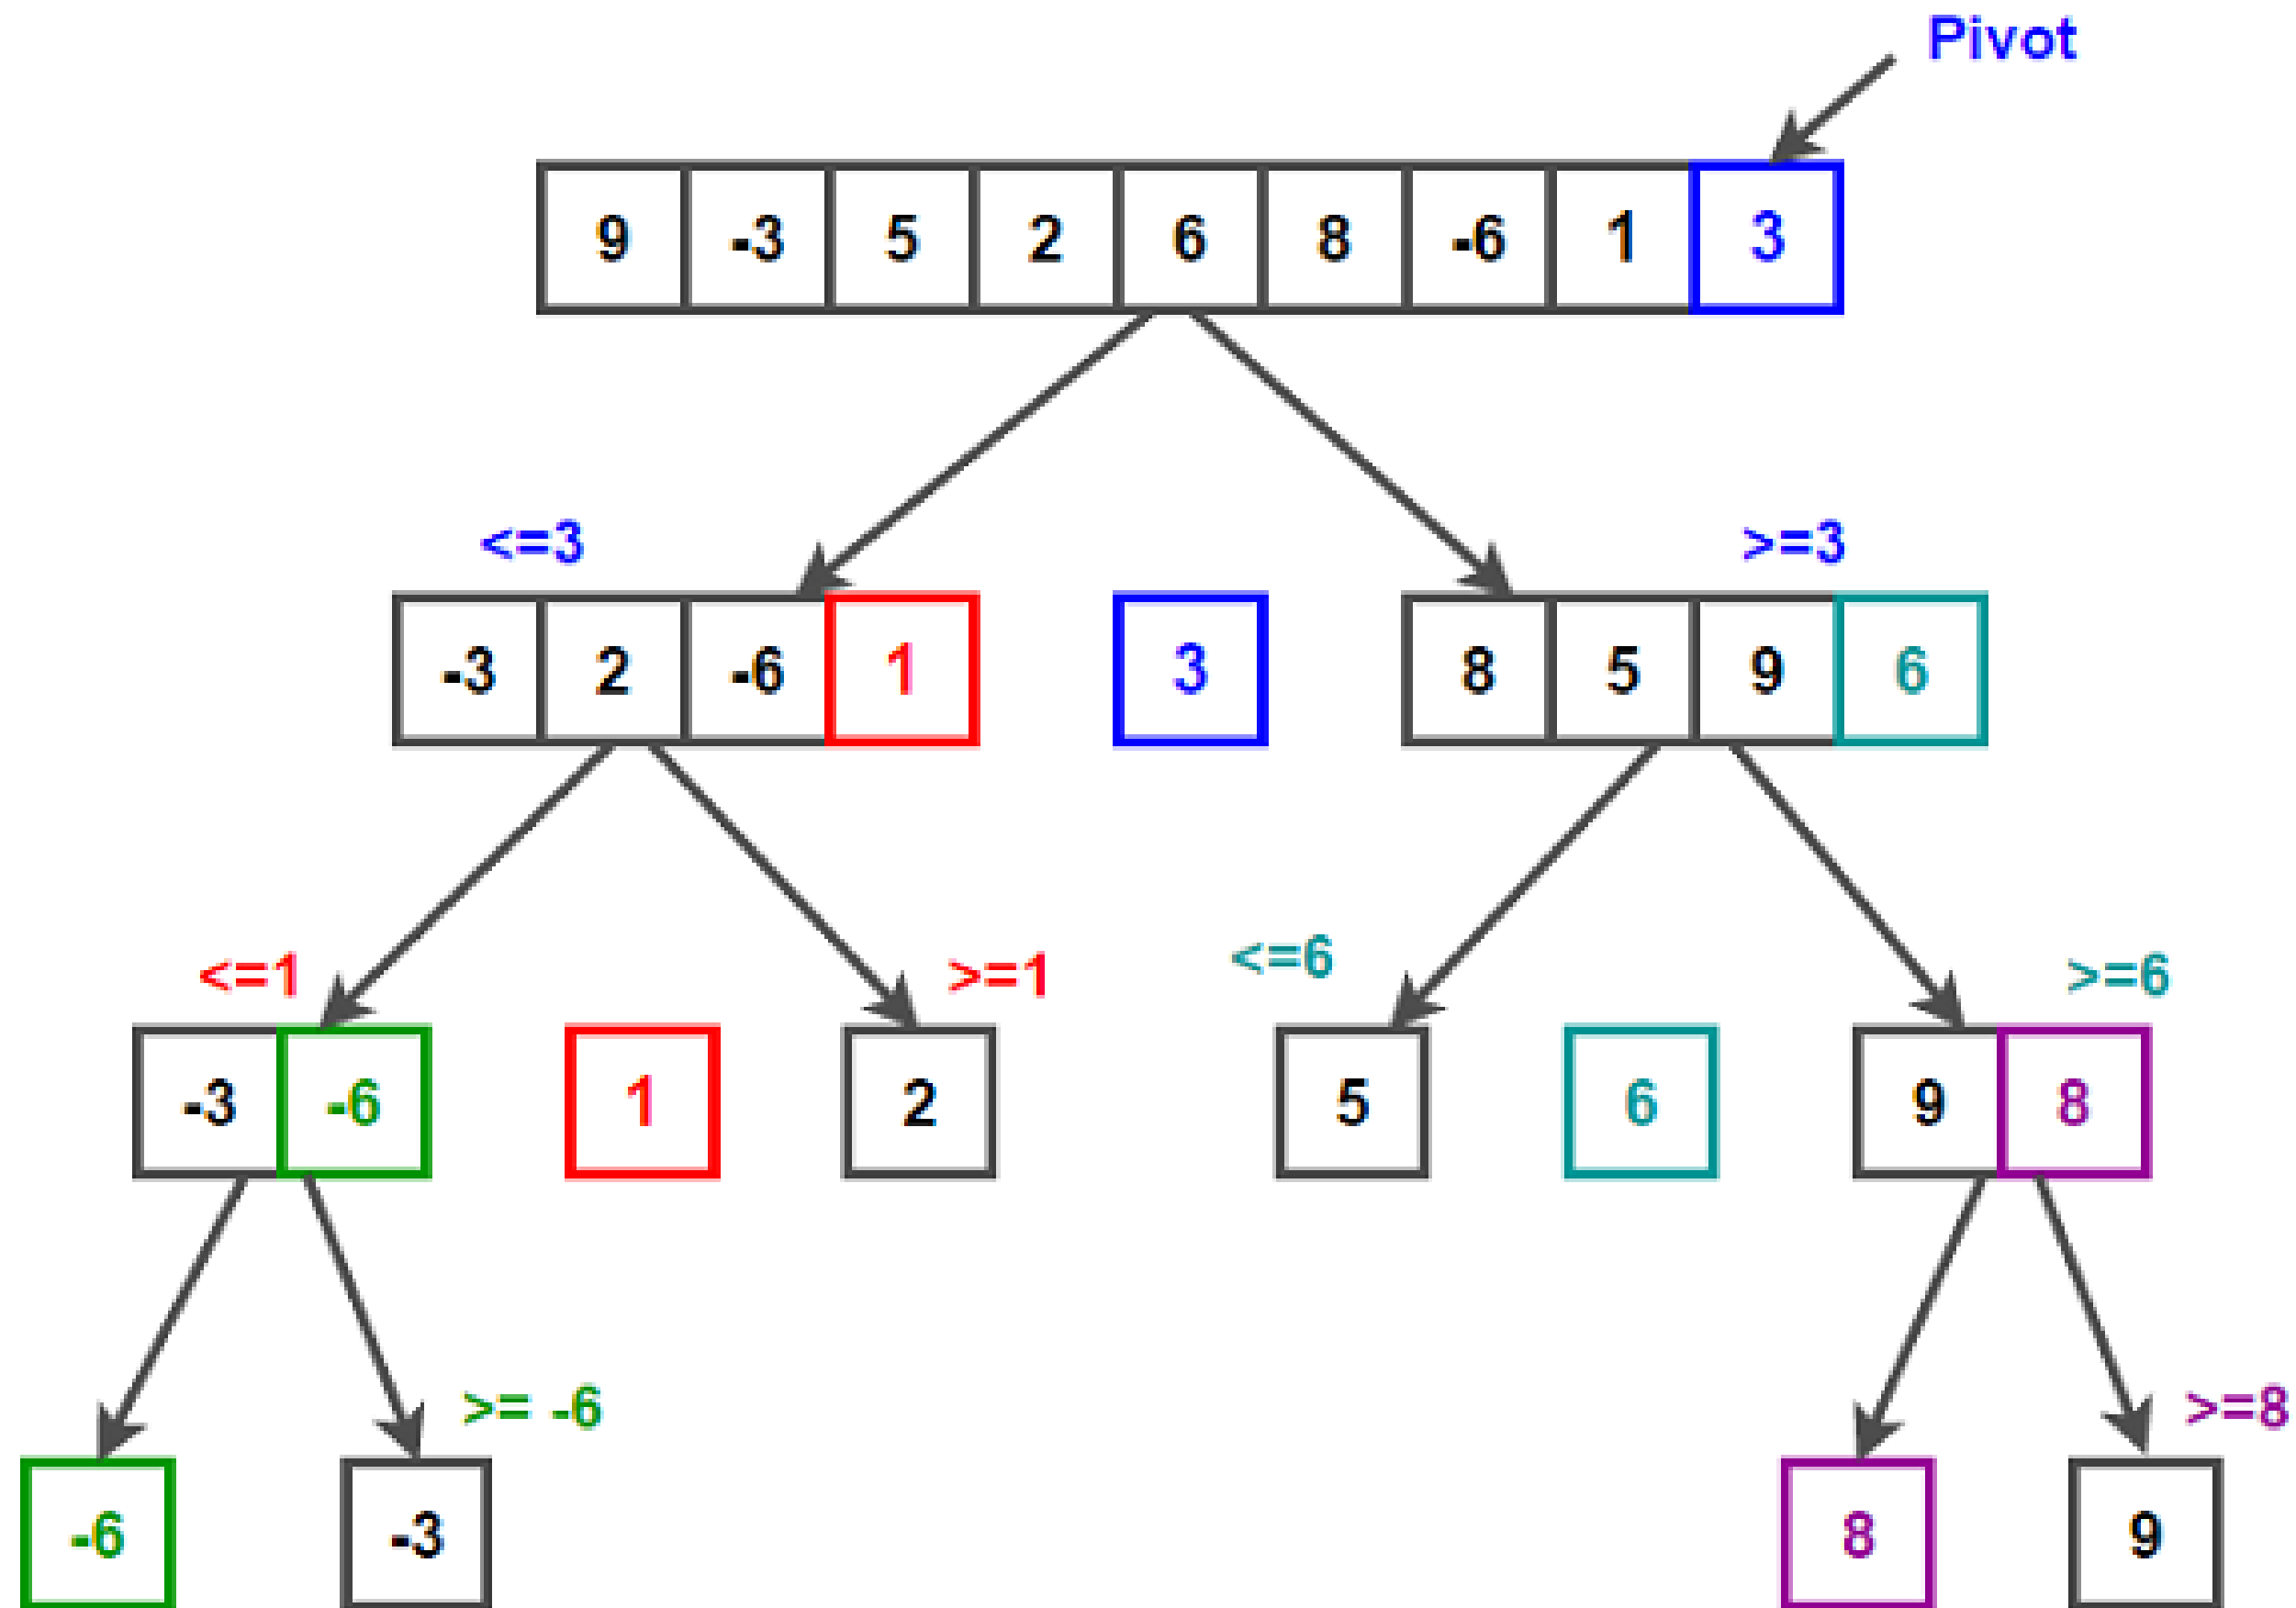 Pivot
9 -3 5 2 6 8 -6 1 3
<=3 >=3
-3 2 -6 1 3 8 5 9 6
<=1 >=1 <=6 >=6
-3 -6 1 2 5 6 9 8
>= -6 >=8
-6 -3 8 9